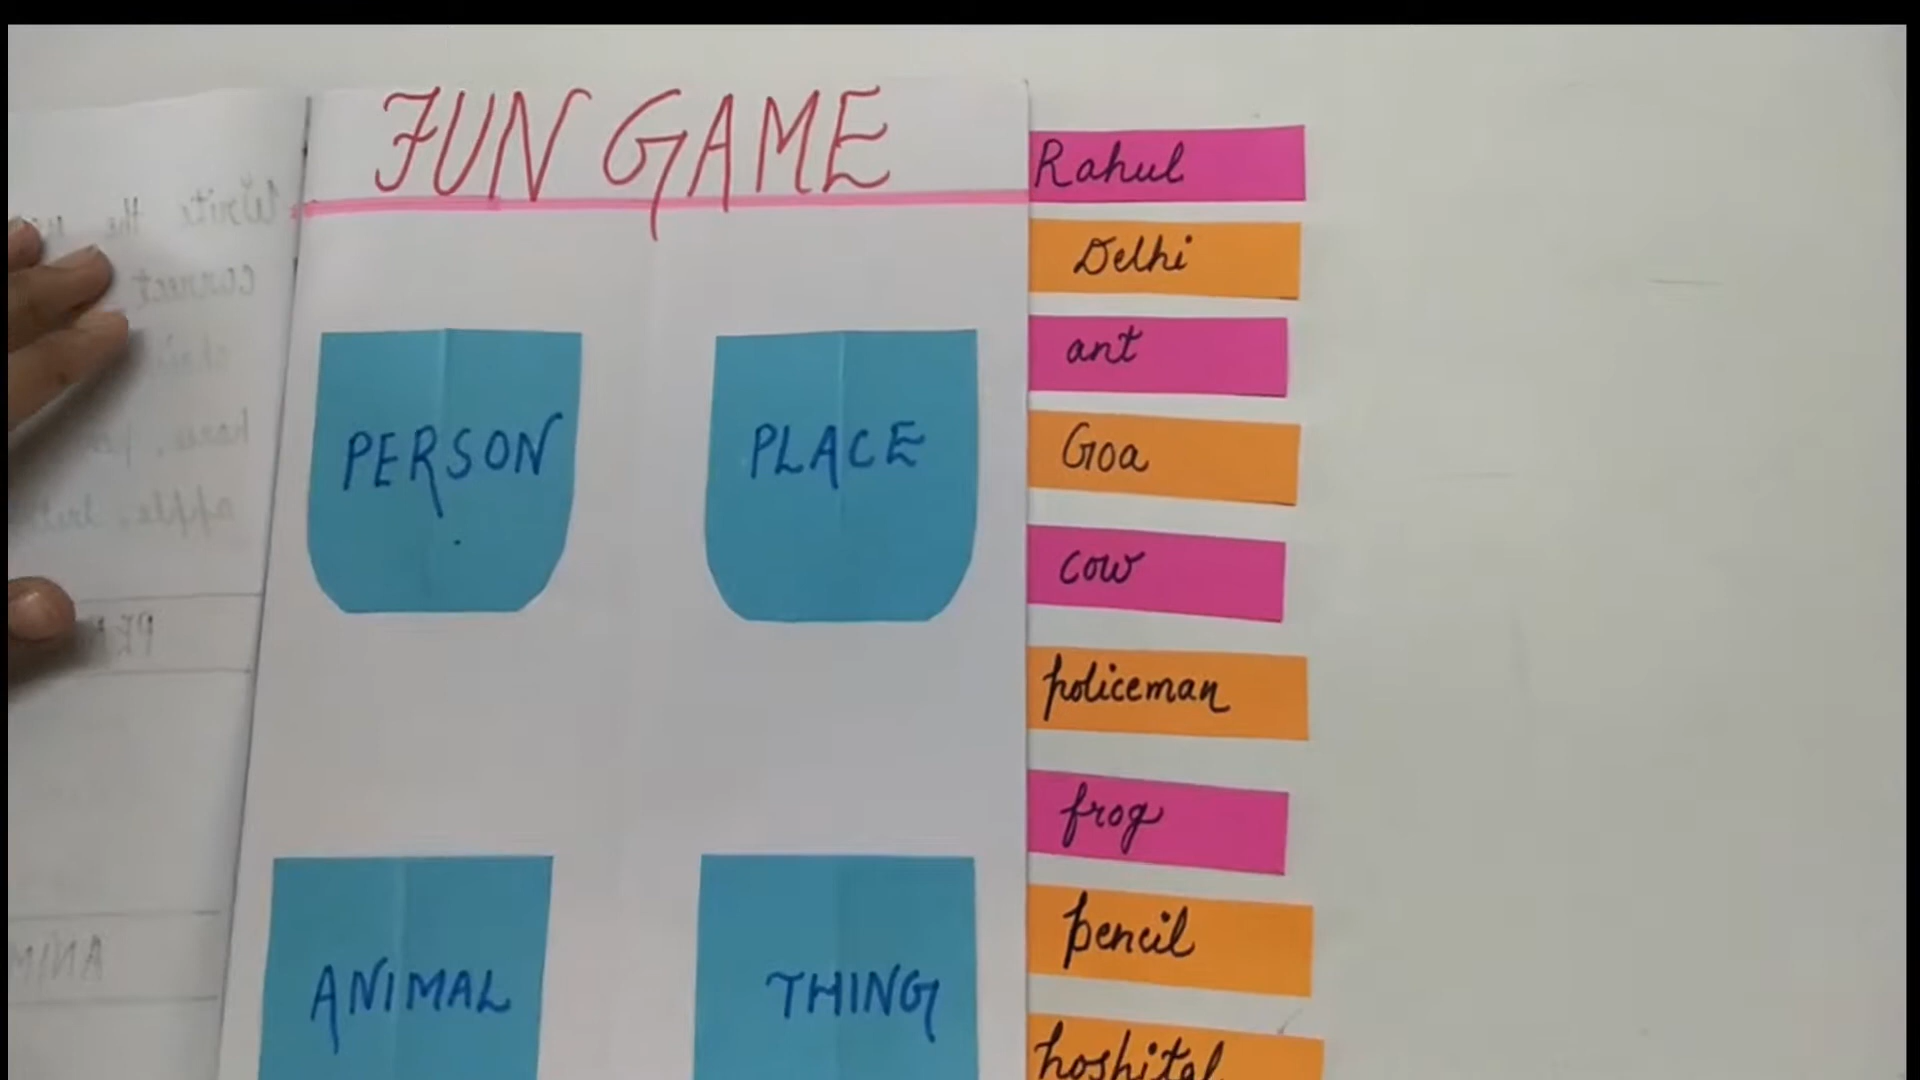 FUN GAME
PERSON
PLACE
ANIMAL
THING
Rahul
Delhi
ant
Goa
cow
policeman
frog
pencil
hospital